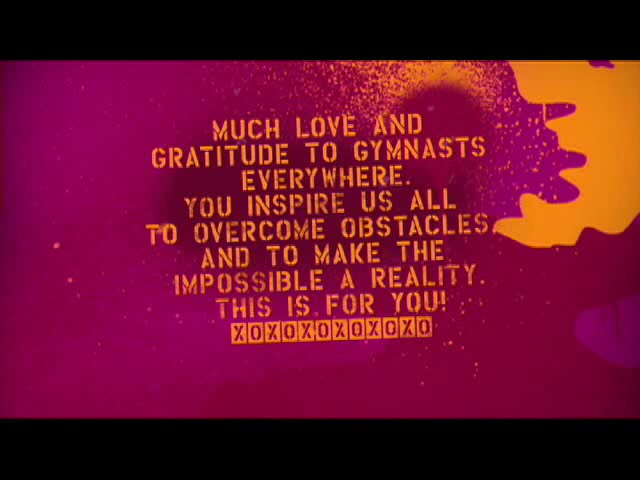 MUCH LOVE AND
GRATITUDE TO GYMNASTS
EVERYWHERE.
YOU INSPIRE US ALL
TO OVERCOME OBSTACLES
AND TO MAKE THE
IMPOSSIBLE A REALITY.
THIS IS FOR YOU!
XOXOXOXOXOXO